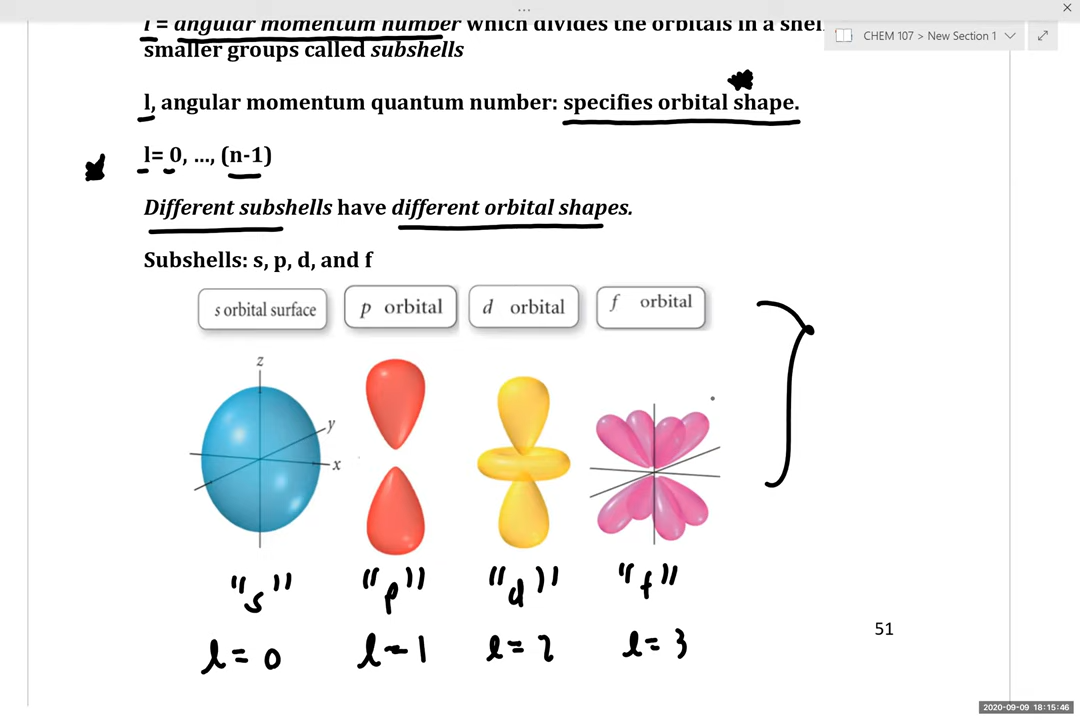 l = angular momentum number which divides the orbitals in a shel
CHEM 107 > New Section 1
smaller groups called subshells
l, angular momentum quantum number: specifies orbital shape.
l= 0, ..., (n-1)
Different subshells have different orbital shapes.
Subshells: s, p, d, and f
s orbital surface p orbital d orbital f orbital
z
y
x
"s" "p" "d" "f"
l = 0 l = 1 l = 2 l = 3
51
2020-09-09 18:15:46